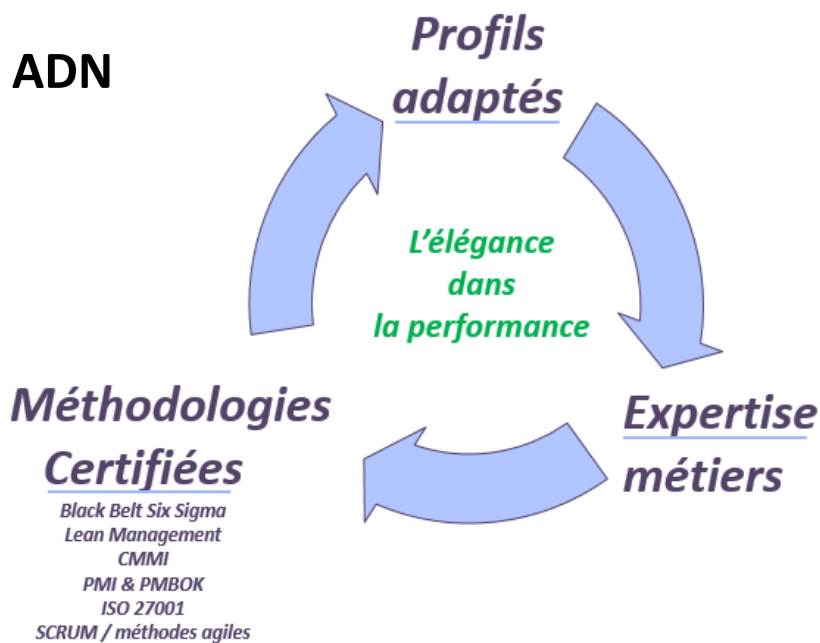 ADN
Profils
adaptés
L'élégance
dans
la performance
Expertise
métiers
Méthodologies
Certifiées
Black Belt Six Sigma
Lean Management
CMMI
PMI & PMBOK
ISO 27001
SCRUM / méthodes agiles